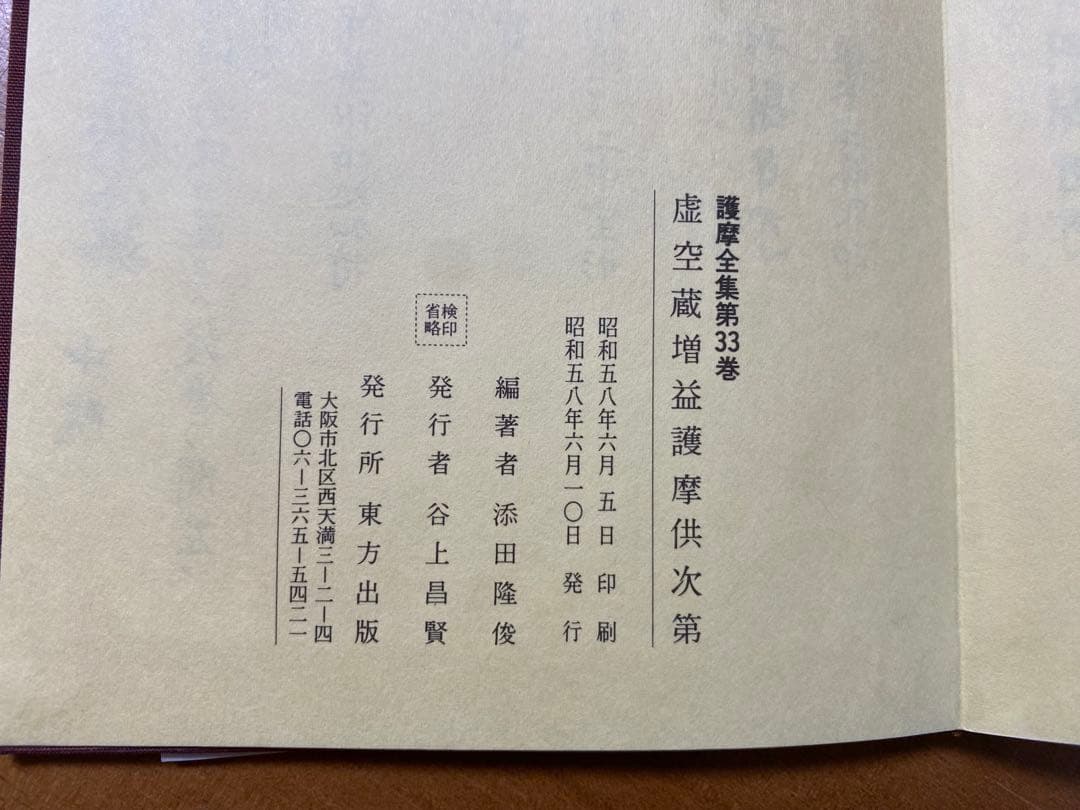 護摩全集第33巻
虚空蔵増益護摩供次第
昭和五八年六月五日印刷
昭和五八年六月一〇日発行
編著者 添田隆俊
発行者 谷上昌賢
検印
省略
発行所 東方出版
大阪市北区西天満三ー二ー四
電話〇六ー三六五ー五四二一